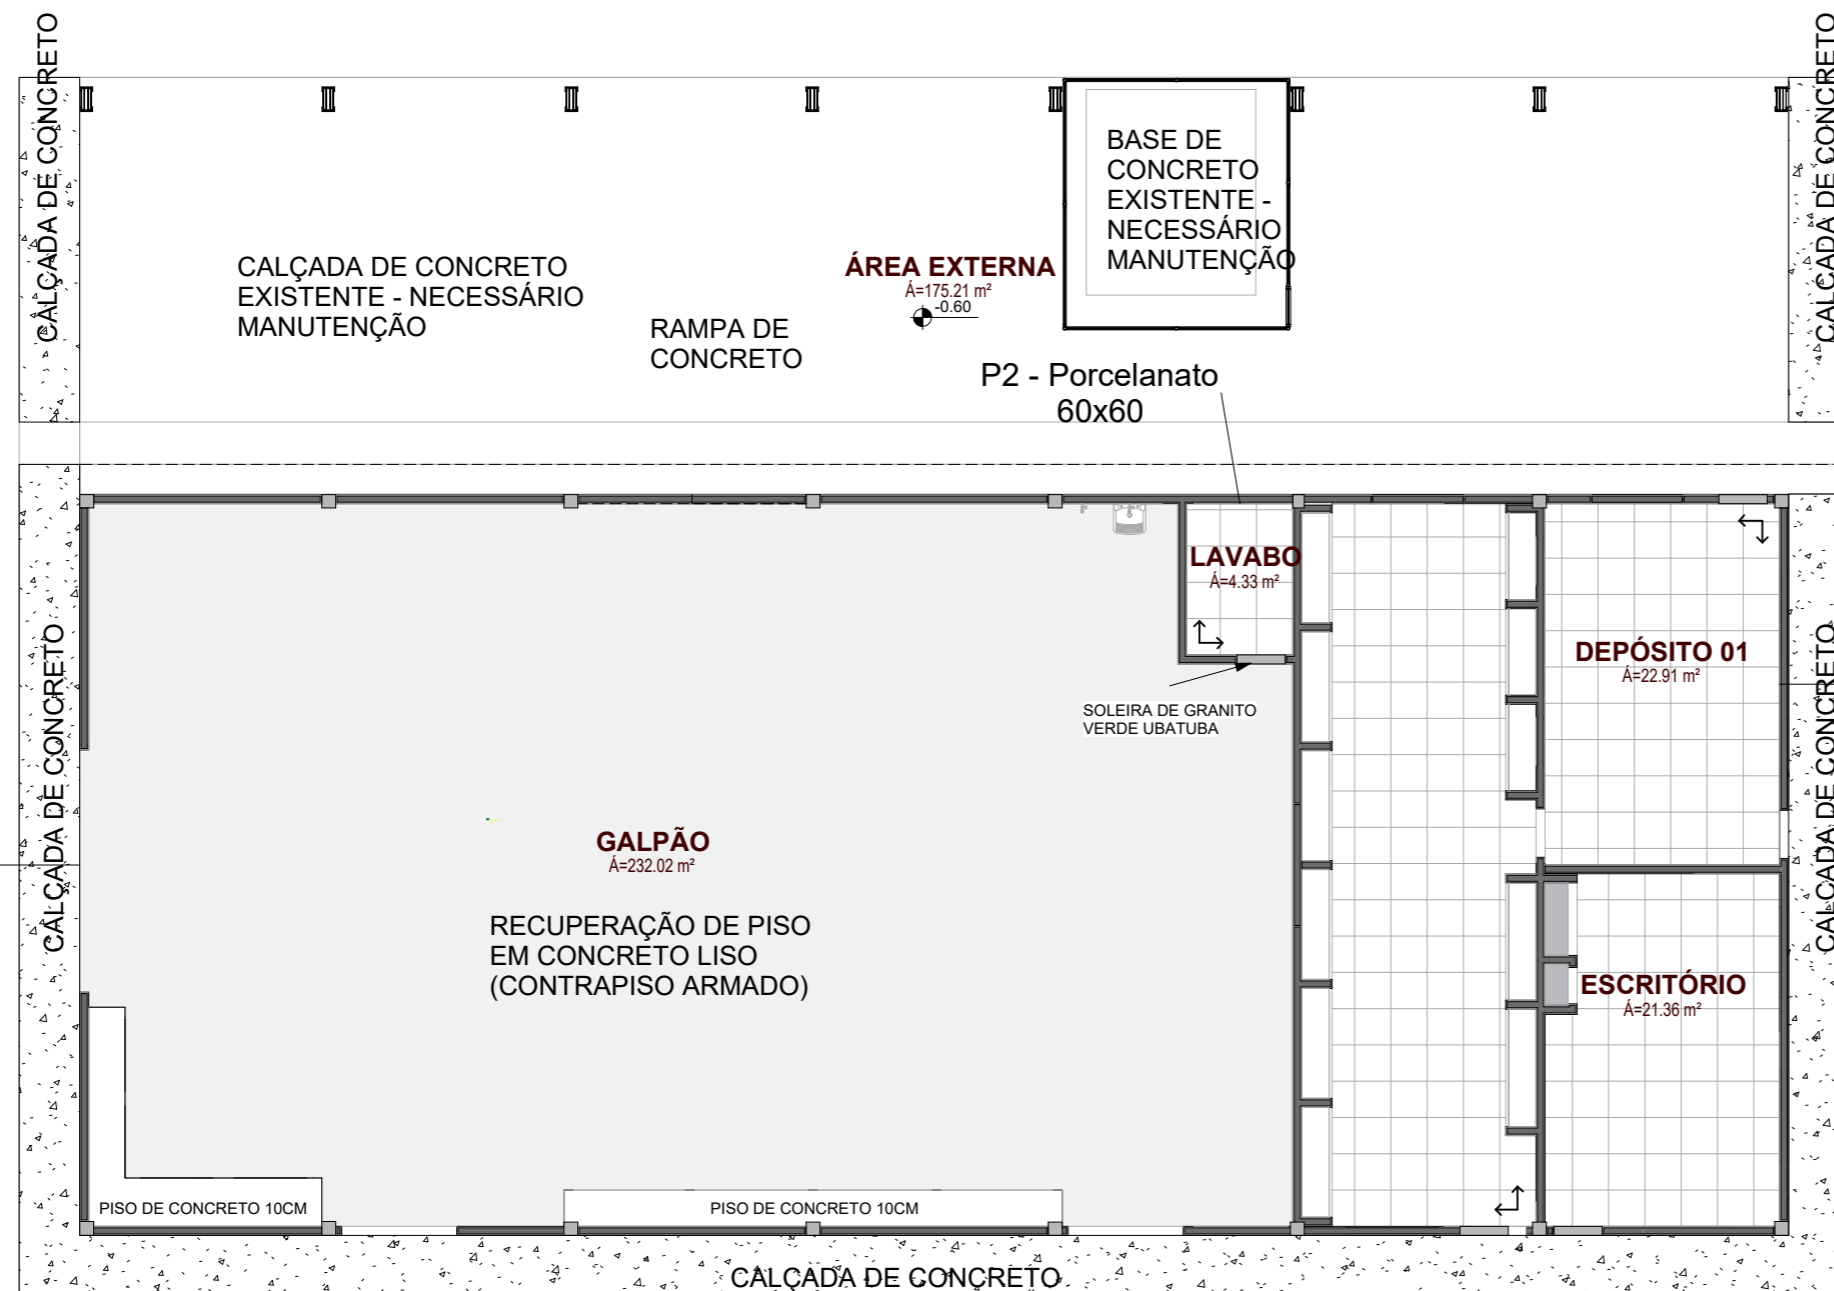 CALÇADA DE CONCRETO
CALÇADA DE CONCRETO
BASE DE
CONCRETO
EXISTENTE -
NECESSÁRIO
MANUTENÇÃO
CALÇADA DE CONCRETO
EXISTENTE - NECESSÁRIO
MANUTENÇÃO
ÁREA EXTERNA
Á=175.21 m²
-0.60
RAMPA DE
CONCRETO
P2 - Porcelanato
60x60
LAVABO
Á=4.33 m²
SOLEIRA DE GRANITO
VERDE UBATUBA
DEPÓSITO 01
Á=22.91 m²
CALÇADA DE CONCRETO
CALÇADA DE CONCRETO
GALPÃO
Á=232.02 m²
RECUPERAÇÃO DE PISO
EM CONCRETO LISO
(CONTRAPISO ARMADO)
ESCRITÓRIO
Á=21.36 m²
PISO DE CONCRETO 10CM
PISO DE CONCRETO 10CM
CALÇADA DE CONCRETO